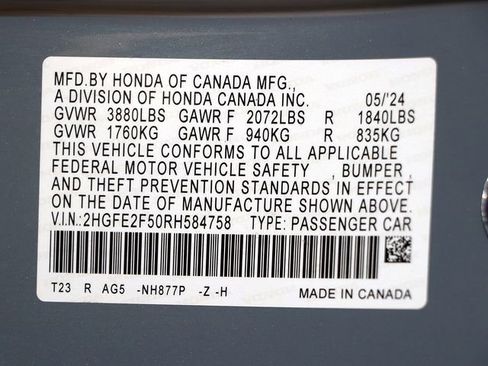 MFD.BY HONDA OF CANADA MFG.,
A DIVISION OF HONDA CANADA INC. 05/'24
GVWR 3880LBS GAWR F 2072LBS R 1840LBS
GVWR 1760KG GAWR F 940KG R 835KG
THIS VEHICLE CONFORMS TO ALL APPLICABLE
FEDERAL MOTOR VEHICLE SAFETY , BUMPER ,
AND THEFT PREVENTION STANDARDS IN EFFECT
ON THE DATE OF MANUFACTURE SHOWN ABOVE.
V.I.N.:2HGFE2F50RH584758 TYPE: PASSENGER CAR
T23 R AG5 -NH877P -Z -H MADE IN CANADA